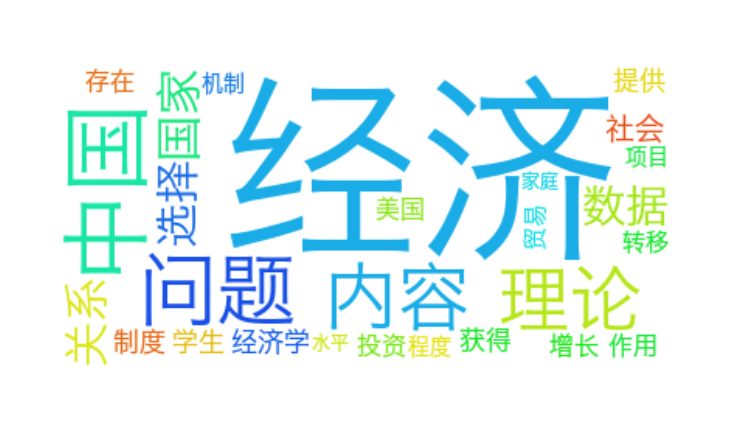 存在
机制
提供
经济
国家
中国
社会
项目
选择
家庭
美国
数据
贸易
转移
问题
内容
理论
关系
制度
学生
经济学
水平
投资
程度
获得
增长
作用